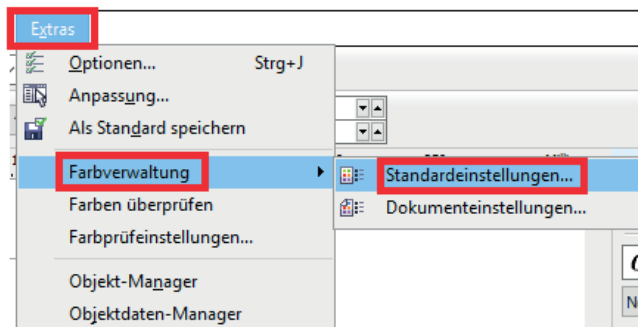 Extras
Optionen... Strg+J
Anpassung...
Als Standard speichern
Farbverwaltung
Standardeinstellungen...
Farben überprüfen
Dokumenteinstellungen...
Farbprüfeinstellungen...
Objekt-Manager
Objektdaten-Manager